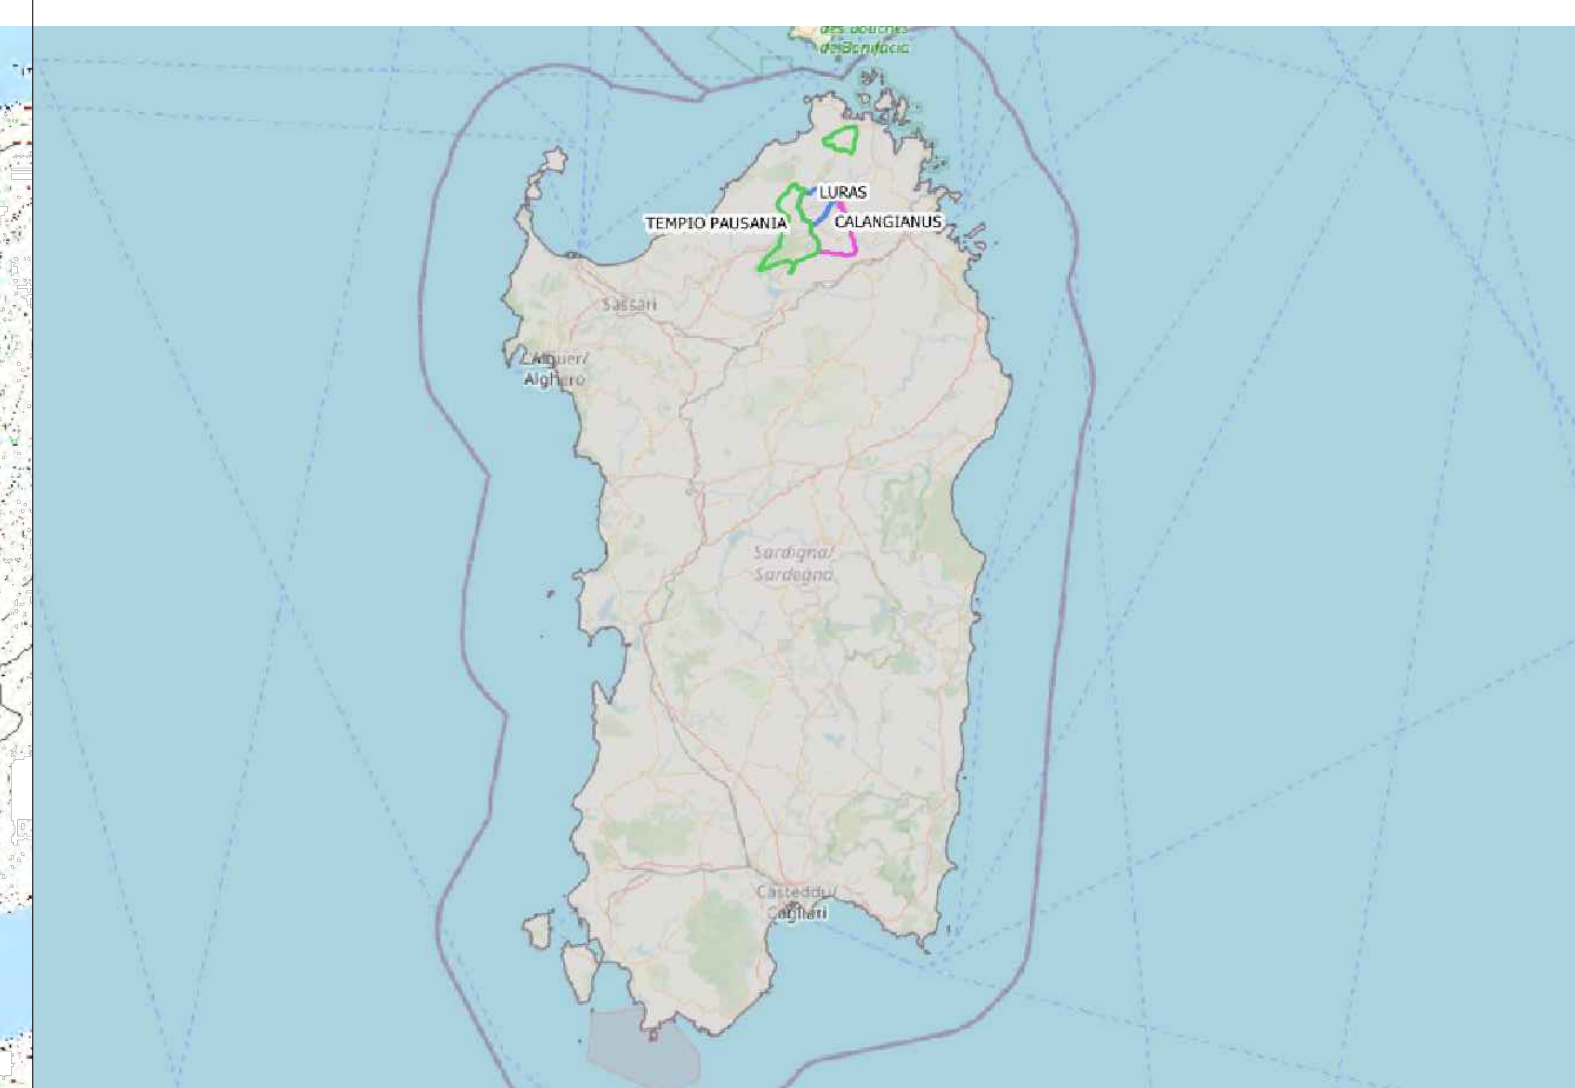 des Bouches
de Bonifacio
LURAS
TEMPIO PAUSANIA
CALANGIANUS
Sassari
L'Alguer/
Alghero
Sardigna/
Sardegna
Casteddu/
Cagliari